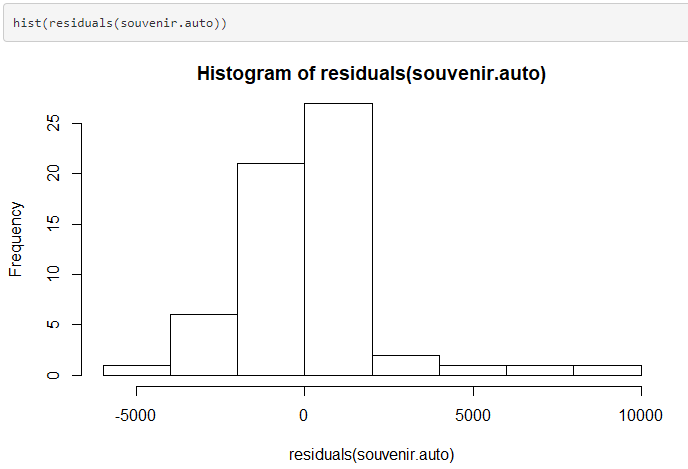 hist(residuals(souvenir.auto))
Histogram of residuals(souvenir.auto)
Frequency
25
20
15
10
5
0
-5000 0 5000 10000
residuals(souvenir.auto)